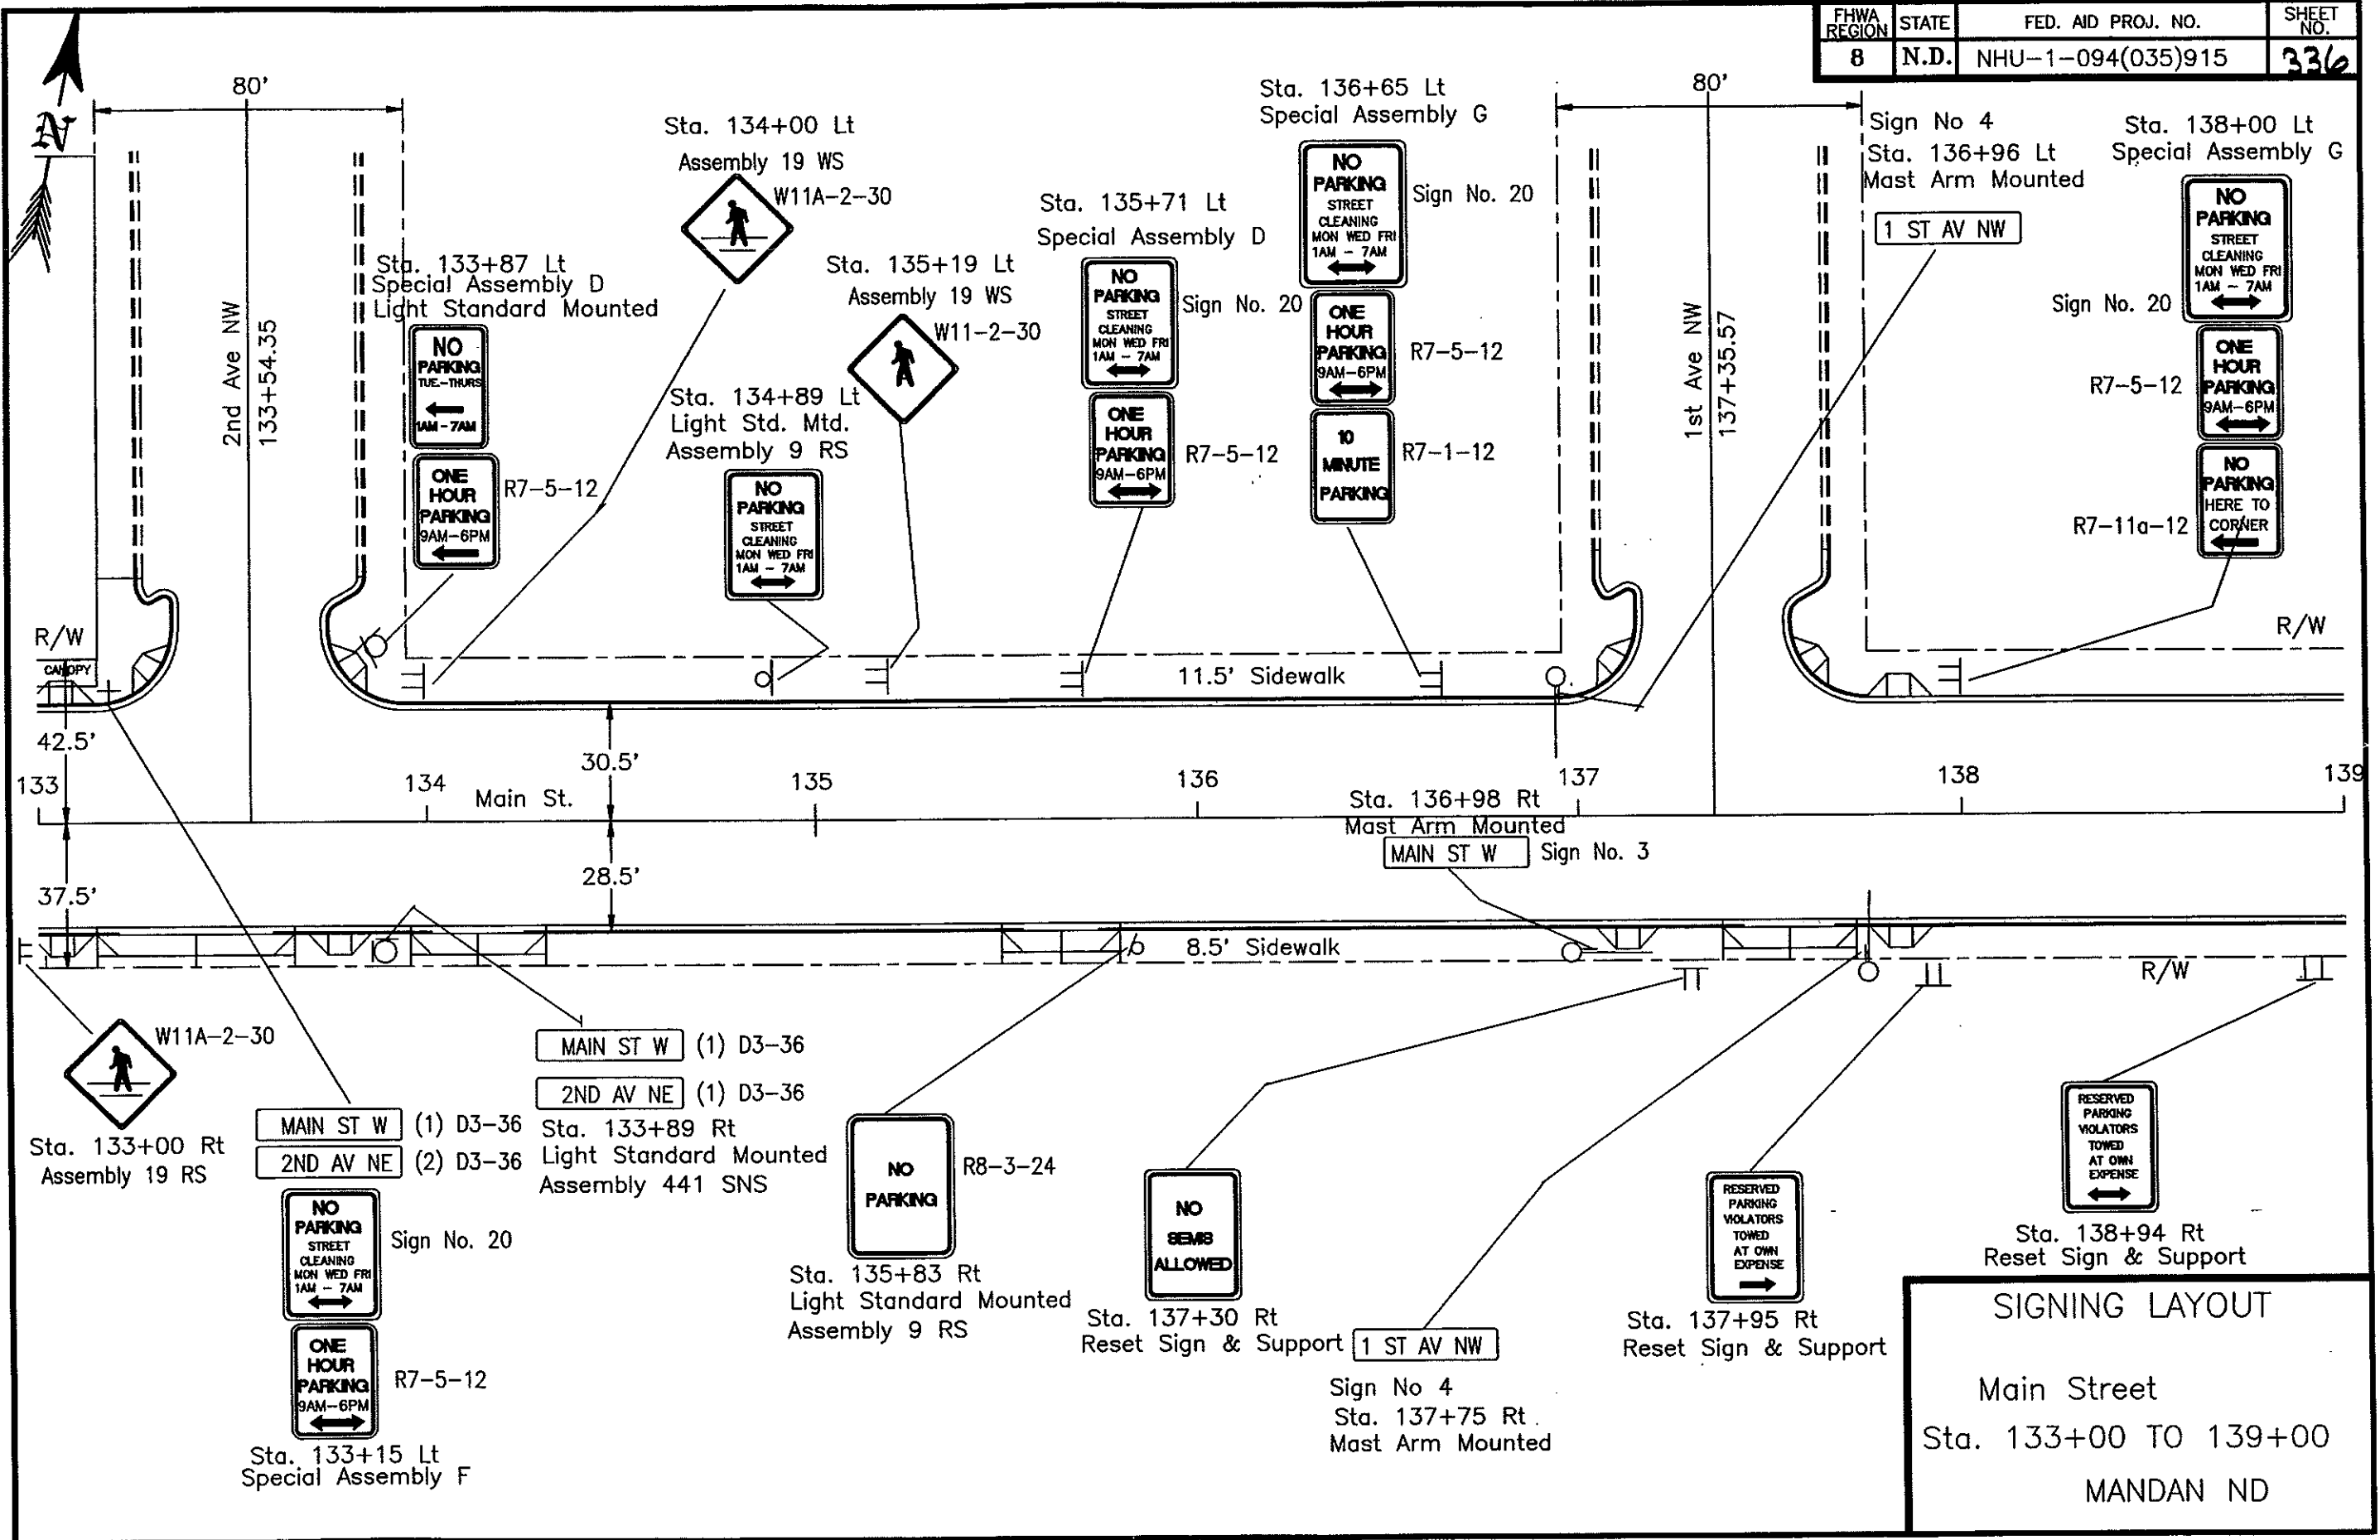 FHWA REGION
STATE
FED. AID PROJ. NO.
SHEET NO.
8
N.D.
NHU-1-094(035)915
336
N
80'
2nd Ave NW
133+54.35
Sta. 133+87 Lt
Special Assembly D
Light Standard Mounted
NO
PARKING
TUE.-THURS
1AM-7AM
ONE
HOUR
PARKING
9AM-6PM
R7-5-12
Sta. 134+00 Lt
Assembly 19 WS
W11A-2-30
Sta. 134+89 Lt
Light Std. Mtd.
Assembly 9 RS
NO
PARKING
STREET
CLEANING
MON WED FRI
1AM - 7AM
Sta. 135+19 Lt
Assembly 19 WS
W11-2-30
Sta. 135+71 Lt
Special Assembly D
NO
PARKING
STREET
CLEANING
MON WED FRI
1AM - 7AM
Sign No. 20
ONE
HOUR
PARKING
9AM-6PM
R7-5-12
Sta. 136+65 Lt
Special Assembly G
NO
PARKING
STREET
CLEANING
MON WED FRI
1AM - 7AM
Sign No. 20
ONE
HOUR
PARKING
9AM-6PM
R7-5-12
10
MINUTE
PARKING
R7-1-12
80'
1st Ave NW
137+35.57
Sign No 4
Sta. 136+96 Lt
Mast Arm Mounted
1 ST AV NW
Sta. 138+00 Lt
Special Assembly G
NO
PARKING
STREET
CLEANING
MON WED FRI
1AM - 7AM
Sign No. 20
ONE
HOUR
PARKING
9AM-6PM
R7-5-12
NO
PARKING
HERE TO
CORNER
R7-11a-12
R/W
CANOPY
11.5' Sidewalk
R/W
42.5'
30.5'
133
134
135
136
137
138
139
Main St.
37.5'
28.5'
Sta. 136+98 Rt
Mast Arm Mounted
MAIN ST W
Sign No. 3
8.5' Sidewalk
R/W
W11A-2-30
Sta. 133+00 Rt
Assembly 19 RS
MAIN ST W (1) D3-36
2ND AV NE (2) D3-36
NO
PARKING
STREET
CLEANING
MON WED FRI
1AM - 7AM
Sign No. 20
ONE
HOUR
PARKING
9AM-6PM
R7-5-12
Sta. 133+15 Lt
Special Assembly F
MAIN ST W (1) D3-36
2ND AV NE (1) D3-36
Sta. 133+89 Rt
Light Standard Mounted
Assembly 441 SNS
NO
PARKING
R8-3-24
Sta. 135+83 Rt
Light Standard Mounted
Assembly 9 RS
NO
SEMIS
ALLOWED
Sta. 137+30 Rt
Reset Sign & Support
1 ST AV NW
Sign No 4
Sta. 137+75 Rt
Mast Arm Mounted
RESERVED
PARKING
VIOLATORS
TOWED
AT OWN
EXPENSE
Sta. 137+95 Rt
Reset Sign & Support
RESERVED
PARKING
VIOLATORS
TOWED
AT OWN
EXPENSE
Sta. 138+94 Rt
Reset Sign & Support
SIGNING LAYOUT
Main Street
Sta. 133+00 TO 139+00
MANDAN ND